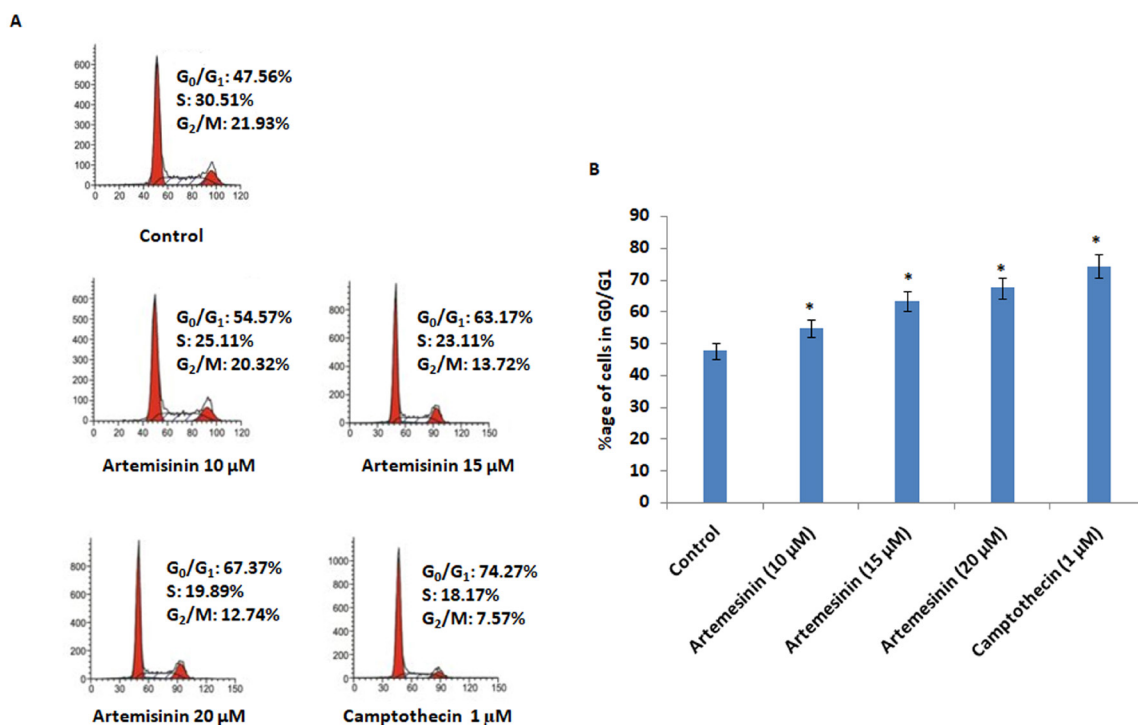 A
600
500
400
300
200
100
0
0 20 40 60 80 100 120
G₀/G₁: 47.56%
S: 30.51%
G₂/M: 21.93%
Control
600
500
400
300
200
100
0
0 20 40 60 80 100 120
G₀/G₁: 54.57%
S: 25.11%
G₂/M: 20.32%
Artemisinin 10 µM
800
600
400
200
0
0 30 60 90 120 150
G₀/G₁: 63.17%
S: 23.11%
G₂/M: 13.72%
Artemisinin 15 µM
800
600
400
200
0
0 30 60 90 120 150
G₀/G₁: 67.37%
S: 19.89%
G₂/M: 12.74%
Artemisinin 20 µM
1000
800
600
400
200
0
0 30 60 90 120 150
G₀/G₁: 74.27%
S: 18.17%
G₂/M: 7.57%
Camptothecin 1 µM
B
%age of cells in G0/G1
90
80
70
60
50
40
30
20
10
0
* * * *
Control
Artemesinin (10 µM)
Artemesinin (15 µM)
Artemesinin (20 µM)
Camptothecin (1 µM)